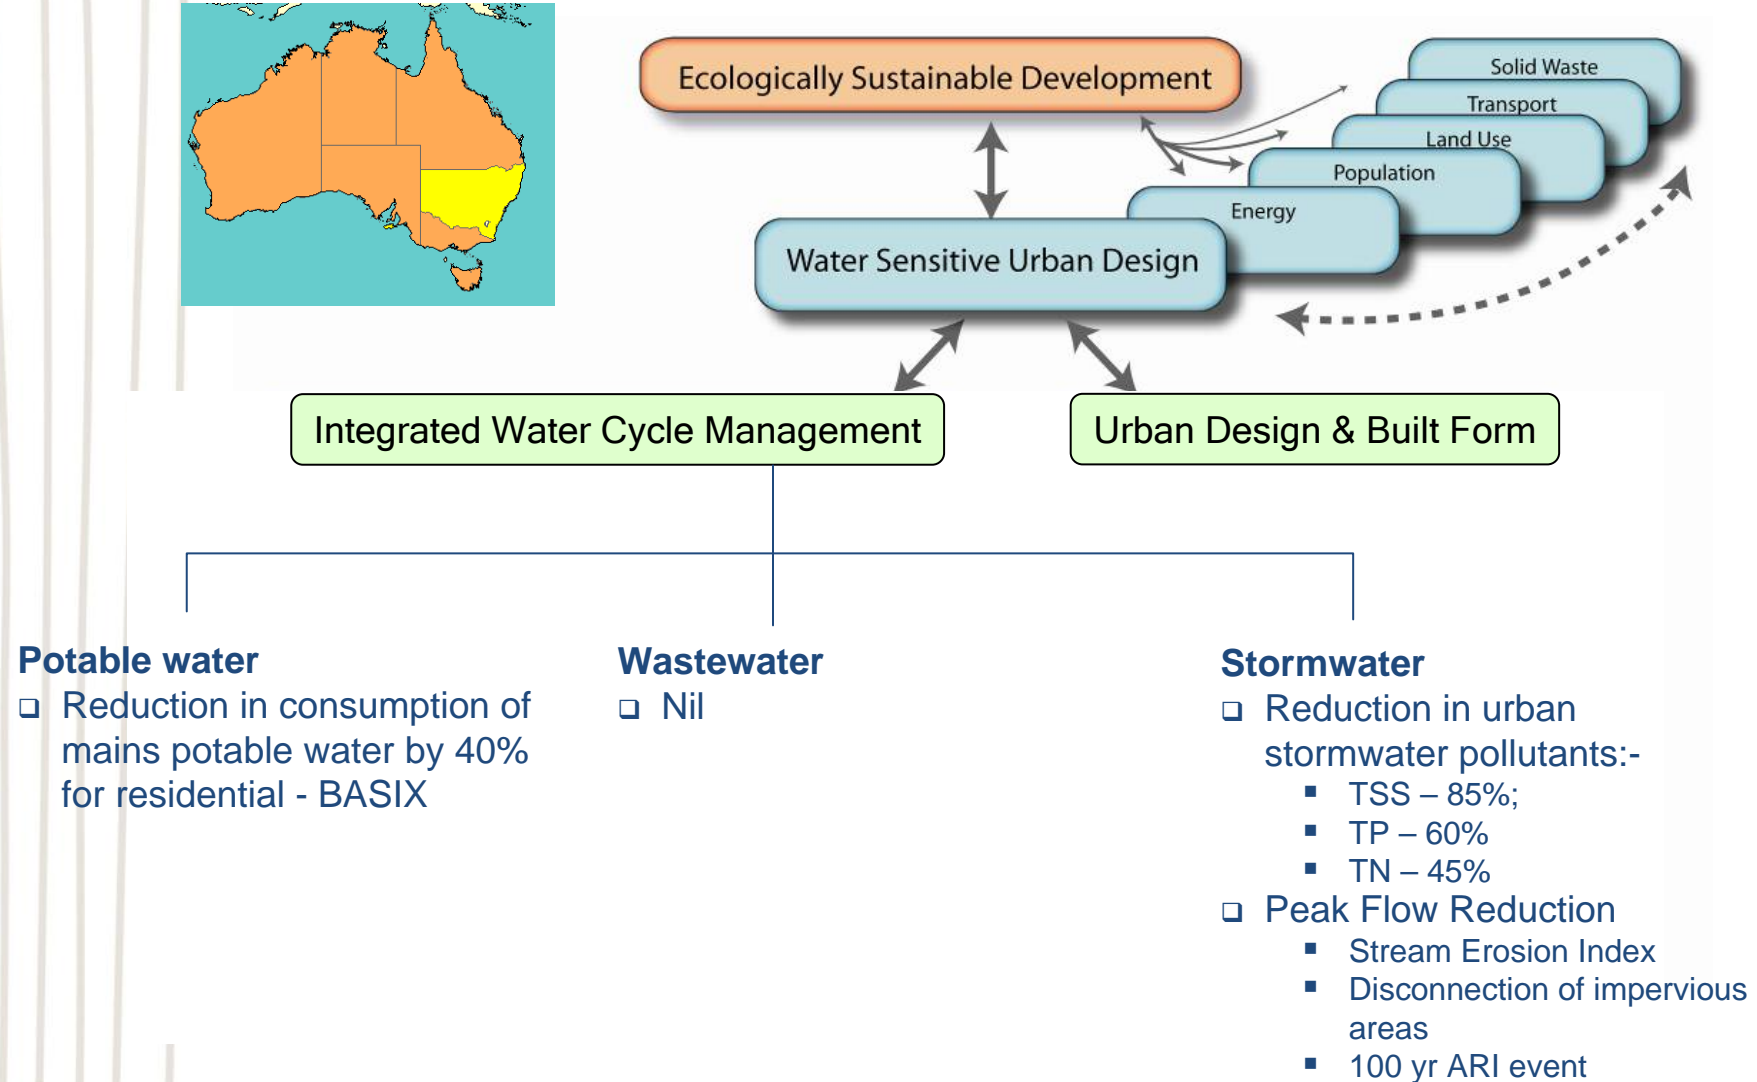 Ecologically Sustainable Development
Solid Waste
Transport
Land Use
Population
Energy
Water Sensitive Urban Design
Integrated Water Cycle Management
Urban Design & Built Form
Potable water
Reduction in consumption of
mains potable water by 40%
for residential - BASIX
Wastewater
Nil
Stormwater
Reduction in urban
stormwater pollutants:-
TSS – 85%;
TP – 60%
TN – 45%
Peak Flow Reduction
Stream Erosion Index
Disconnection of impervious
areas
100 yr ARI event